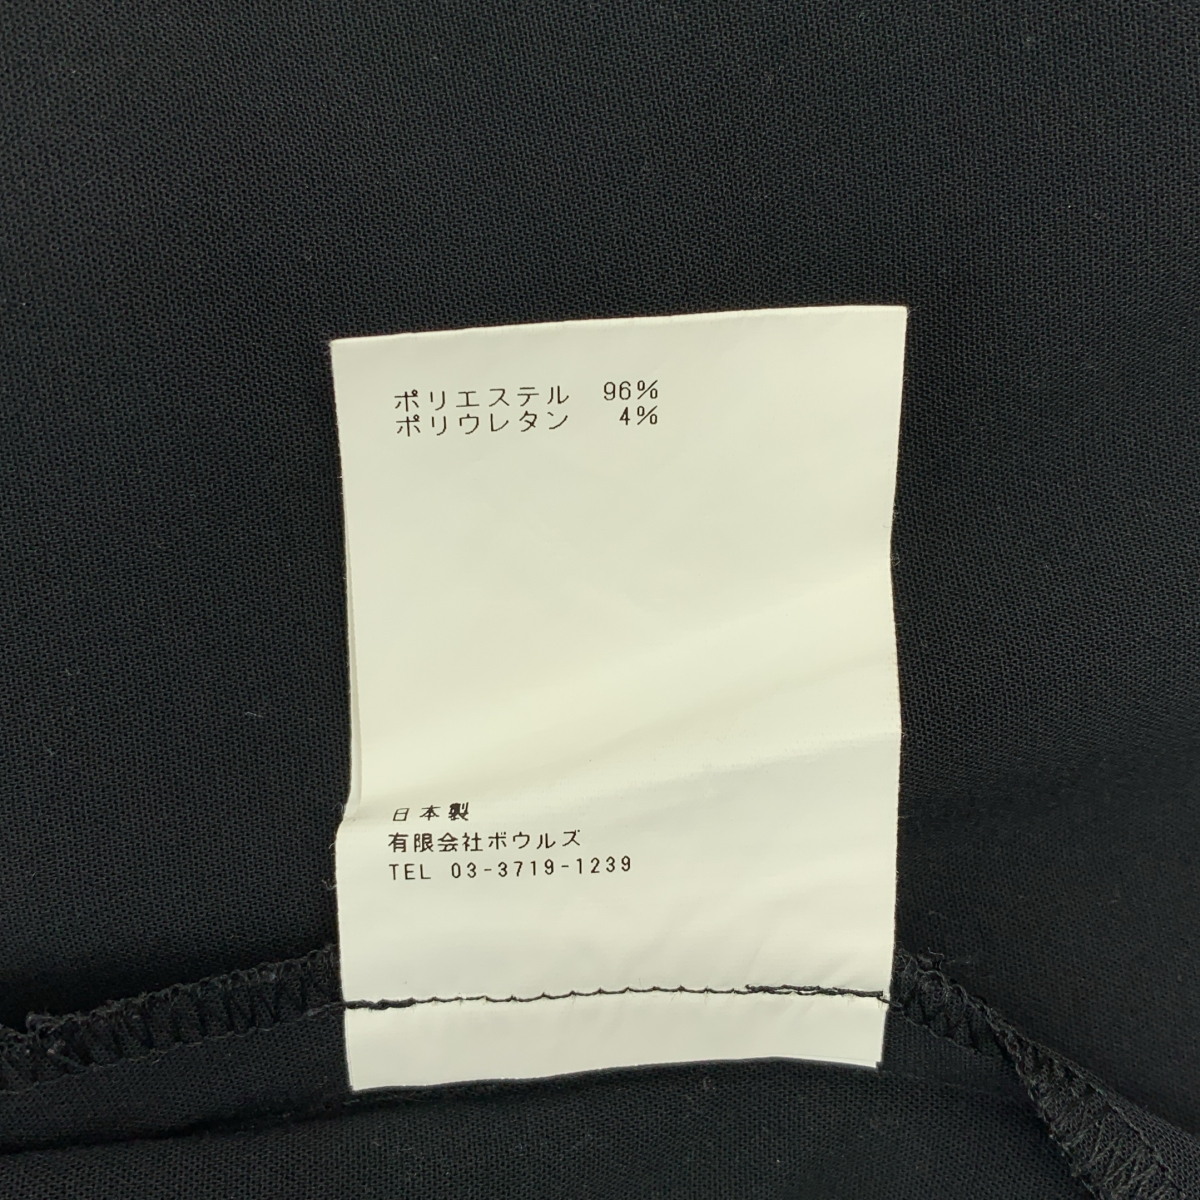 ポリエステル 96%
ポリウレタン 4%
日本製
有限会社ボウルズ
TEL 03-3719-1239